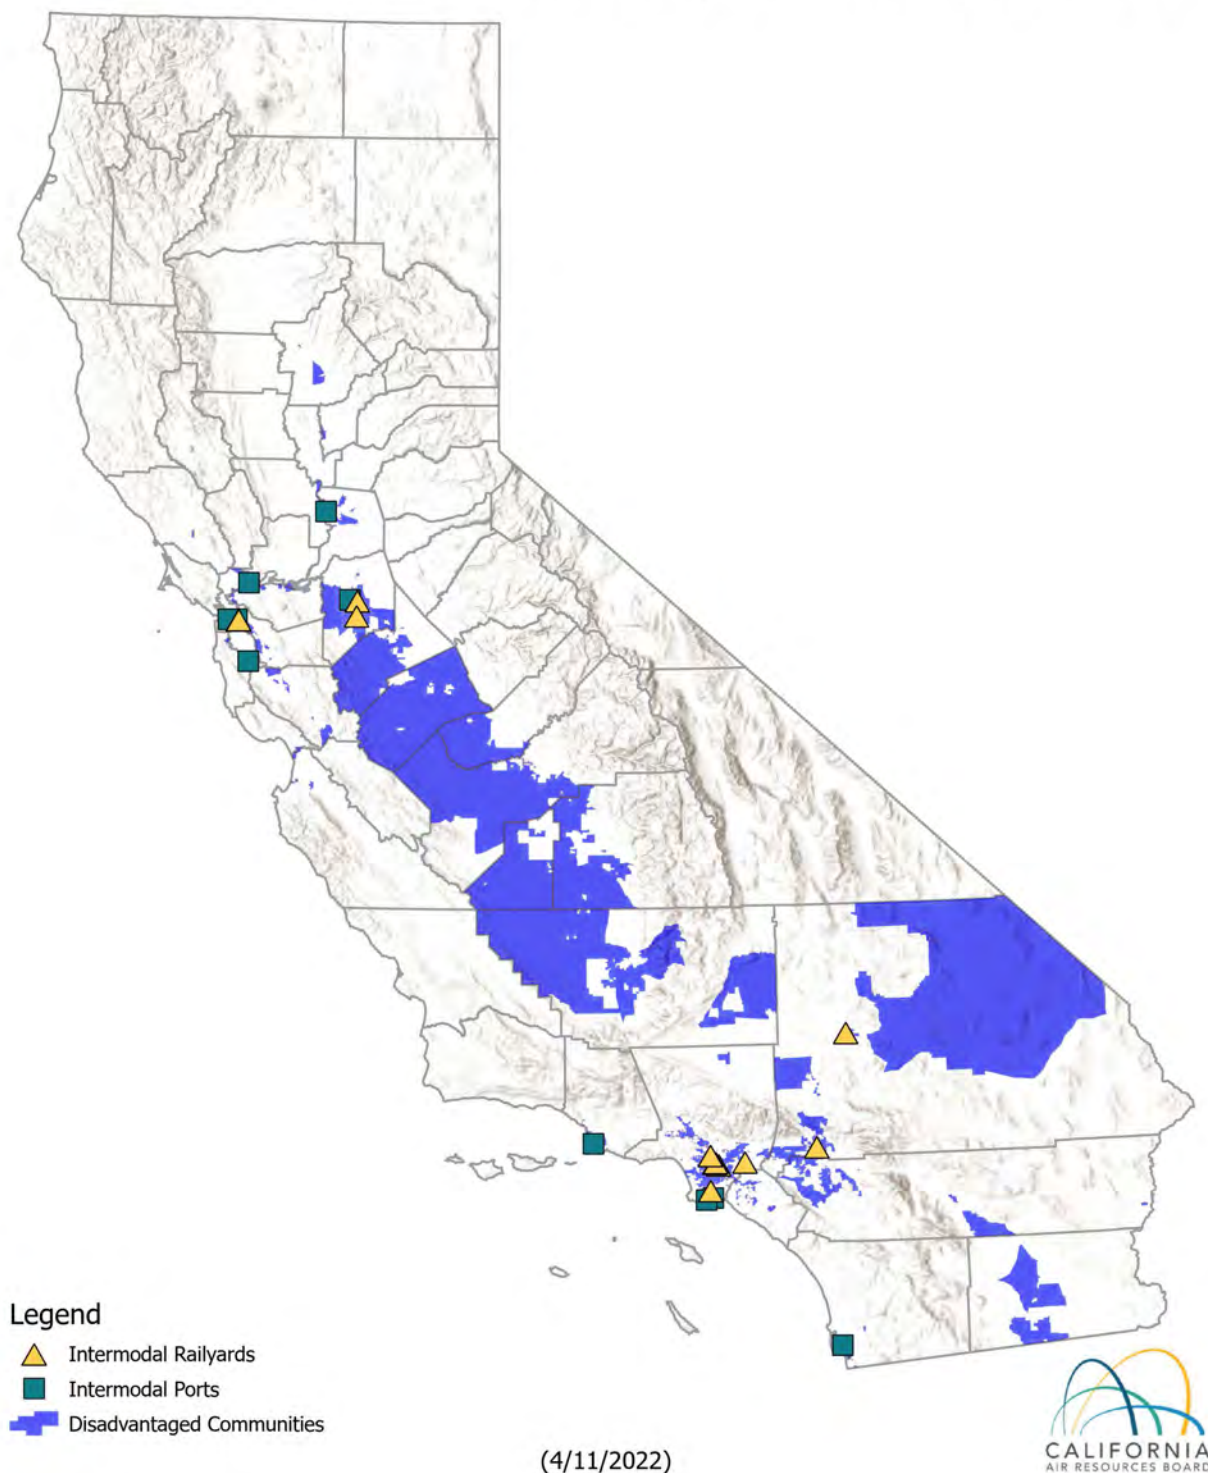 Legend
Intermodal Railyards
Intermodal Ports
Disadvantaged Communities
(4/11/2022)
CALIFORNIA
AIR RESOURCES BOARD